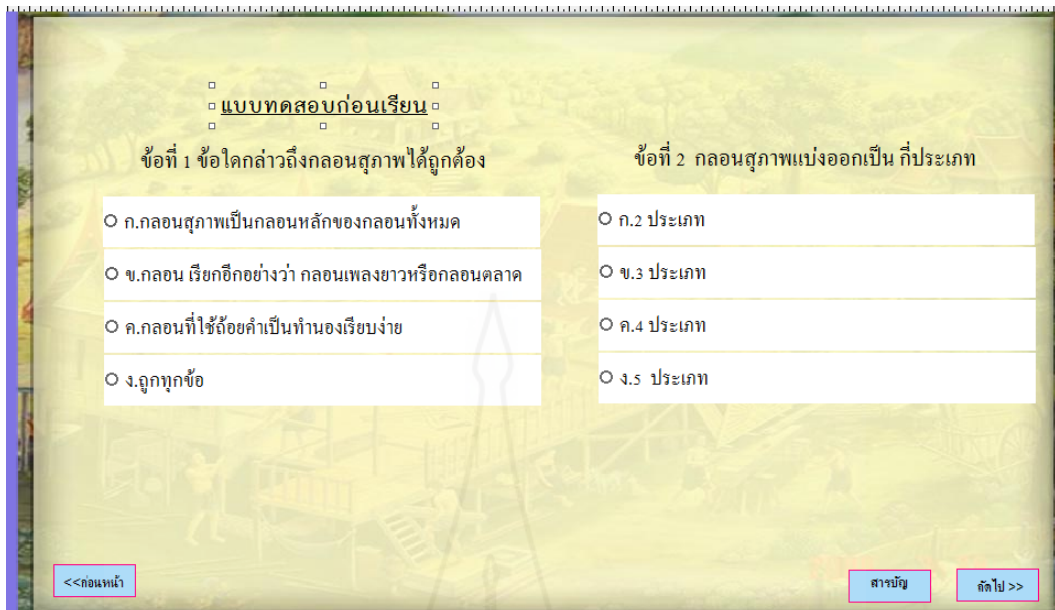 แบบทดสอบก่อนเรียน
ข้อที่ 1 ข้อใดกล่าวถึงกลอนสุภาพได้ถูกต้อง
ก.กลอนสุภาพเป็นกลอนหลักของกลอนทั้งหมด
ข.กลอน เรียกอีกอย่างว่า กลอนเพลงยาวหรือกลอนตลาด
ค.กลอนที่ใช้ถ้อยคำเป็นทำนองเรียบง่าย
ง.ถูกทุกข้อ
ข้อที่ 2 กลอนสุภาพแบ่งออกเป็น กี่ประเภท
ก.2 ประเภท
ข.3 ประเภท
ค.4 ประเภท
ง.5 ประเภท
<<ก่อนหน้า
สารบัญ
ถัดไป >>